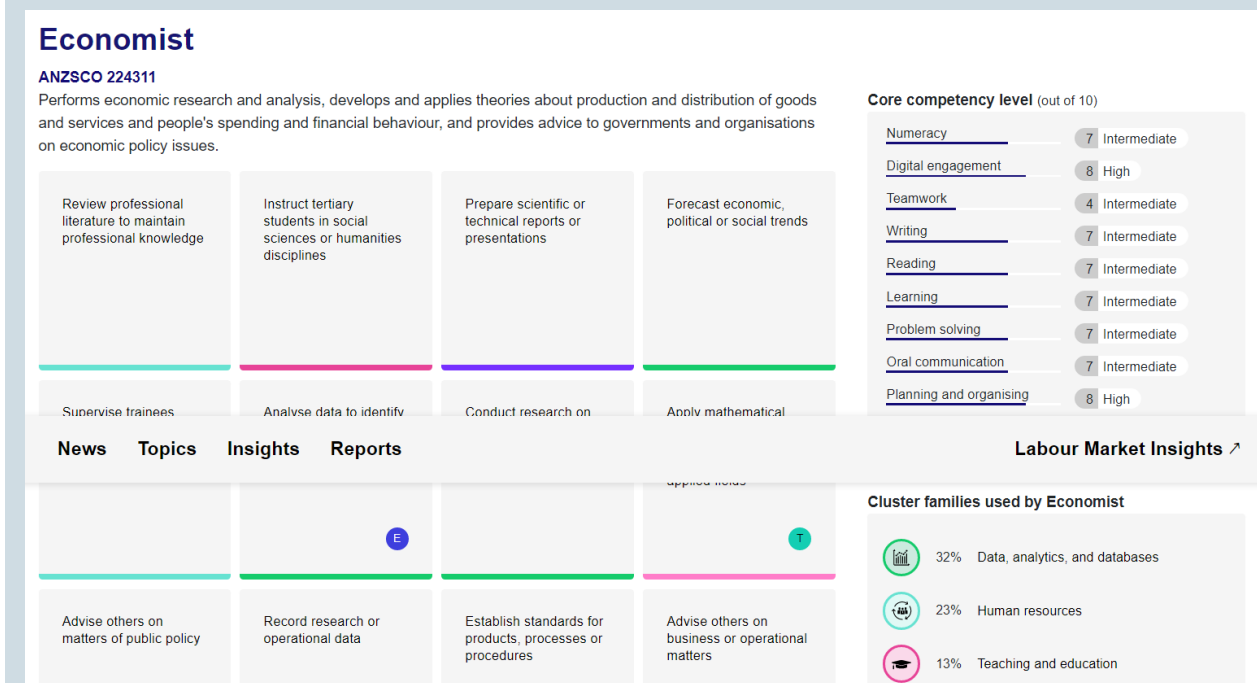 Economist
ANZSCO 224311
Performs economic research and analysis, develops and applies theories about production and distribution of goods
and services and people's spending and financial behaviour, and provides advice to governments and organisations
on economic policy issues.
Review professional
literature to maintain
professional knowledge
Instruct tertiary
students in social
sciences or humanities
disciplines
Prepare scientific or
technical reports or
presentations
Forecast economic,
political or social trends
Supervise trainees
Analyse data to identify
Conduct research on
Apply mathematical
applied fields
E
T
Advise others on
matters of public policy
Record research or
operational data
Establish standards for
products, processes or
procedures
Advise others on
business or operational
matters
Core competency level (out of 10)
Numeracy 7 Intermediate
Digital engagement 8 High
Teamwork 4 Intermediate
Writing 7 Intermediate
Reading 7 Intermediate
Learning 7 Intermediate
Problem solving 7 Intermediate
Oral communication 7 Intermediate
Planning and organising 8 High
News Topics Insights Reports Labour Market Insights ↗
Cluster families used by Economist
32% Data, analytics, and databases
23% Human resources
13% Teaching and education